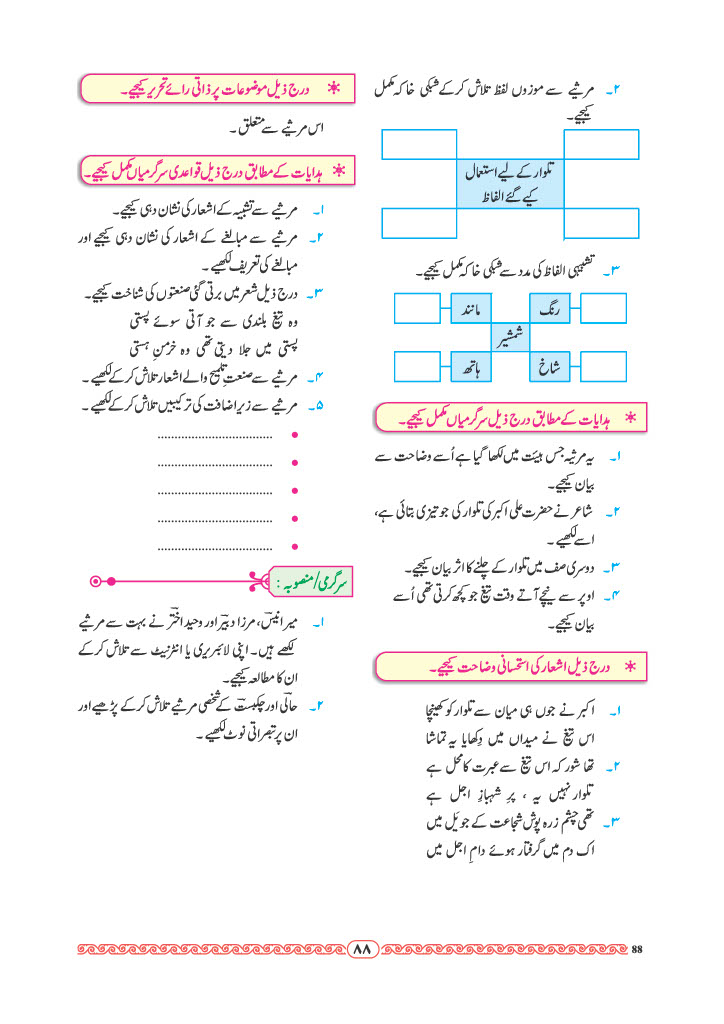 ۲۔ مرثیے سے موزوں لفظ تلاش کرکے شبکی خاکہ مکمل
کیجیے۔
تلوار کے لیے استعمال
کیے گئے الفاظ
۳۔ تشبیہی الفاظ کی مدد سے شبکی خاکہ مکمل کیجیے۔
رنگ
مانند
شمشیر
شاخ
ہاتھ
* ہدایات کے مطابق درج ذیل سرگرمیاں مکمل کیجیے۔
۱۔ یہ مرثیہ جس ہیئت میں لکھا گیا ہے اُسے وضاحت سے
بیان کیجیے۔
۲۔ شاعر نے حضرت علی اکبر کی تلوار کی جو تیزی بتائی ہے،
اسے لکھیے۔
۳۔ دوسری صف میں تلوار کے چلنے کا اثر بیان کیجیے۔
۴۔ اوپر سے نیچے آتے وقت تیغ جو کچھ کرتی تھی اُسے
بیان کیجیے۔
* درج ذیل اشعار کی استحسانی وضاحت کیجیے۔
۱۔ اکبر نے جوں ہی میان سے تلوار کو کھینچا
اس تیغ نے میداں میں دِکھایا یہ تماشا
۲۔ تھا شور کہ اس تیغ سے عبرت کا محل ہے
تلوار نہیں یہ ، پرِ شہبازِ اجل ہے
۳۔ تھی چشم زرہ پوش شجاعت کے جو یَل میں
اک دم میں گرفتار ہوئے دامِ اجل میں
* درج ذیل موضوعات پر ذاتی رائے تحریر کیجیے۔
اس مرثیے سے متعلق۔
* ہدایات کے مطابق درج ذیل قواعدی سرگرمیاں مکمل کیجیے۔
۱۔ مرثیے سے تشبیہ کے اشعار کی نشان دہی کیجیے۔
۲۔ مرثیے سے مبالغے کے اشعار کی نشان دہی کیجیے اور
مبالغے کی تعریف لکھیے۔
۳۔ درج ذیل شعر میں برتی گئی صنعتوں کی شناخت کیجیے۔
وہ تیغ بلندی سے جو آتی سوئے پستی
پستی میں جلا دیتی تھی وہ خرمنِ ہستی
۴۔ مرثیے سے صنعتِ تلمیح والے اشعار تلاش کرکے لکھیے۔
۵۔ مرثیے سے زیرِ اضافت کی ترکیبیں تلاش کرکے لکھیے۔
• ..................................
• ..................................
• ..................................
• ..................................
• ..................................
سرگرمی/منصوبہ :
۱۔ میر انیسؔ، مرزا دبیرؔ اور وحید اخترؔ نے بہت سے مرثیے
لکھے ہیں۔ اپنی لائبریری یا انٹرنیٹ سے تلاش کرکے
ان کا مطالعہ کیجیے۔
۲۔ حالیؔ اور چکبستؔ کے شخصی مرثیے تلاش کرکے پڑھیے اور
ان پر تبصراتی نوٹ لکھیے۔
۸۸
88